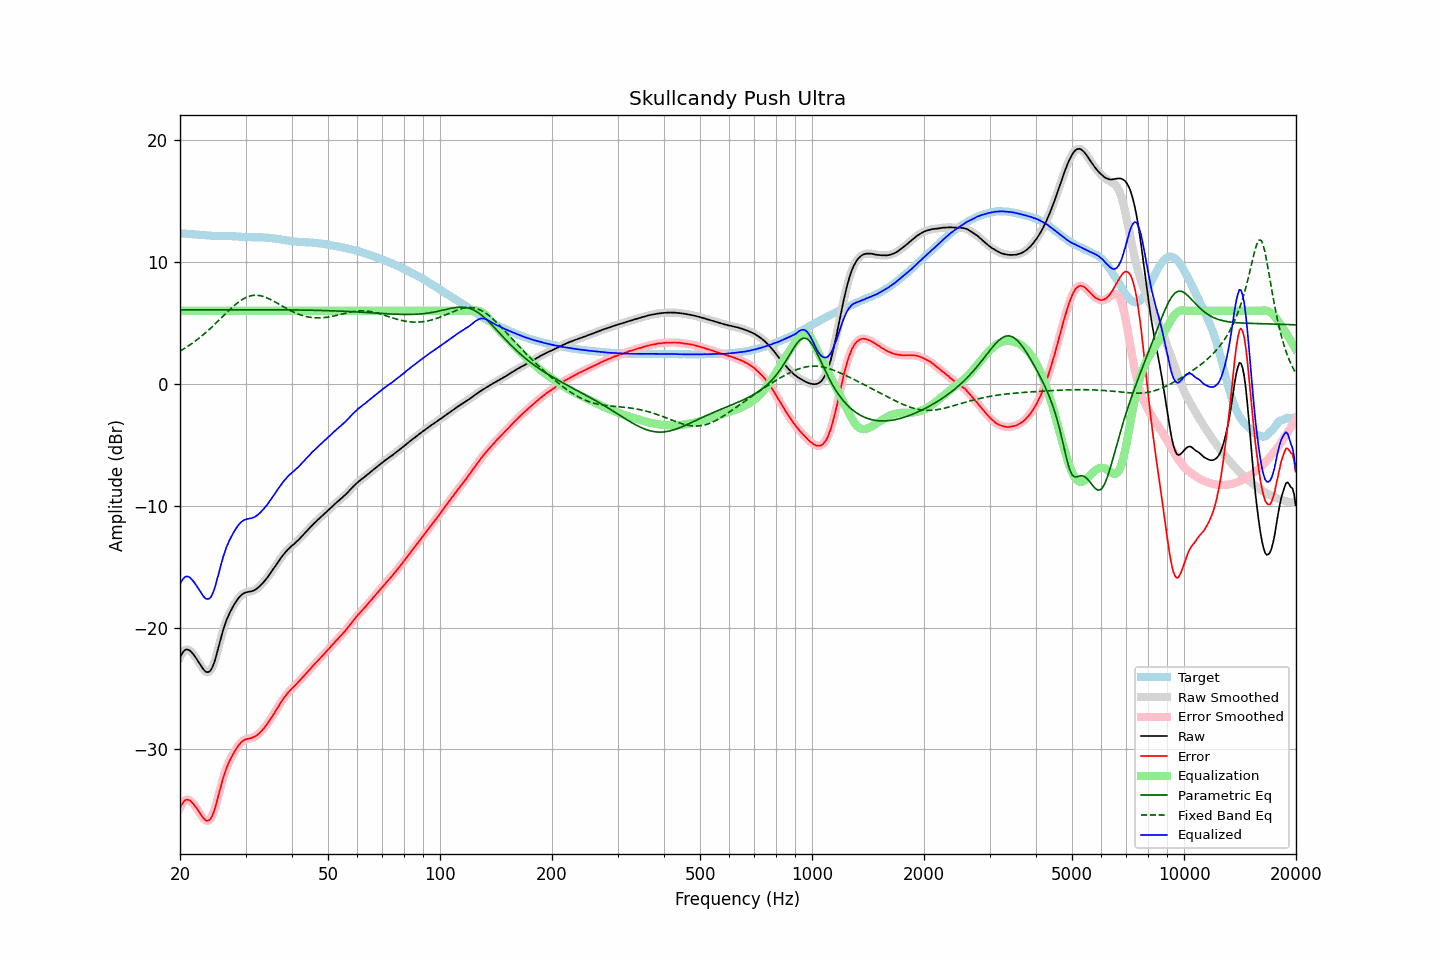 Skullcandy Push Ultra
20
10
0
−10
−20
−30
Amplitude (dBr)
20
50
100
200
500
1000
2000
5000
10000
20000
Frequency (Hz)
Target
Raw Smoothed
Error Smoothed
Raw
Error
Equalization
Parametric Eq
Fixed Band Eq
Equalized